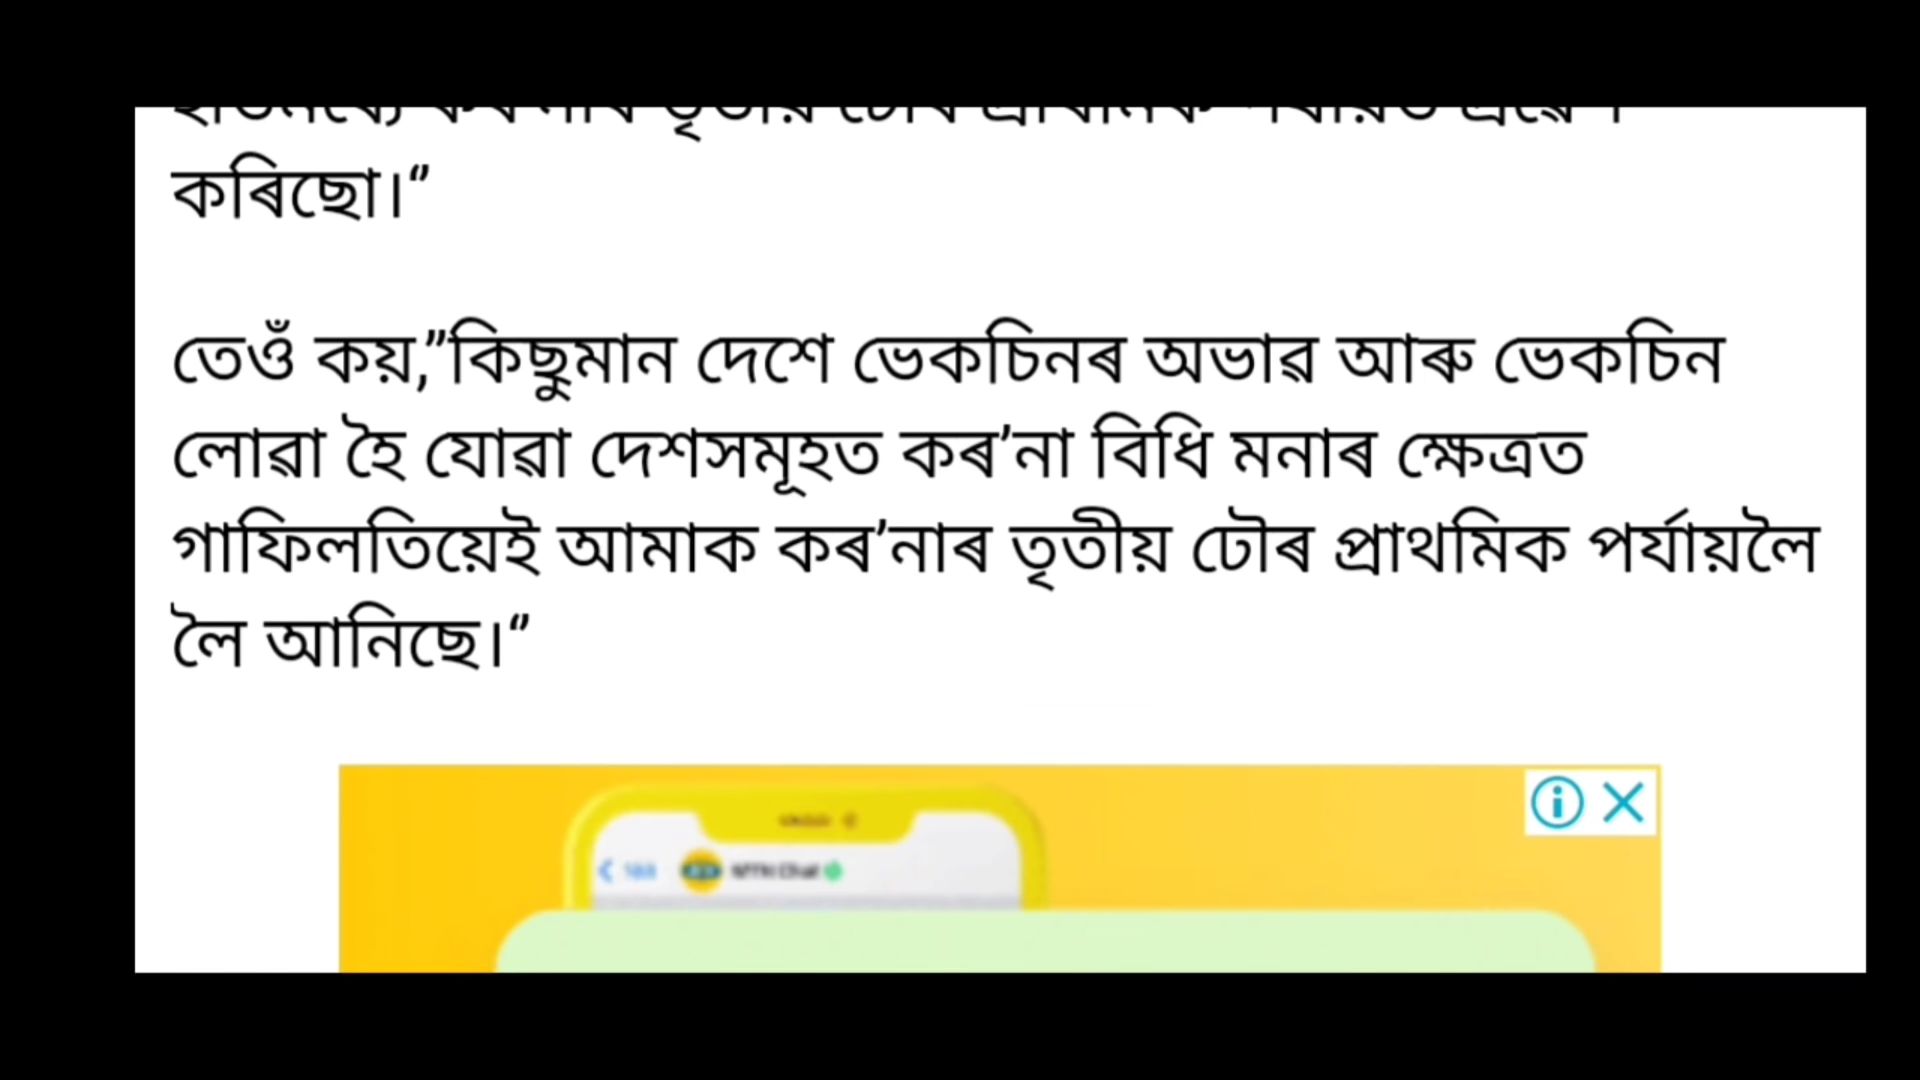 কৰিছো।“
তেওঁ কয়,”কিছুমান দেশে ভেকচিনৰ অভাৱ আৰু ভেকচিন
লোৱা হৈ যোৱা দেশসমূহত কৰ’না বিধি মনাৰ ক্ষেত্ৰত
গাফিলতিয়েই আমাক কৰ’নাৰ তৃতীয় ঢৌৰ প্ৰাথমিক পৰ্যায়লৈ
লৈ আনিছে।“